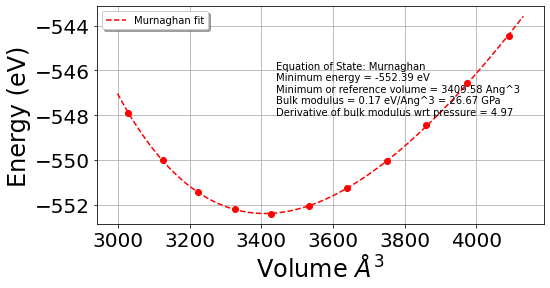 Murnaghan fit
Equation of State: Murnaghan
Minimum energy = -552.39 eV
Minimum or reference volume = 3409.58 Ang^3
Bulk modulus = 0.17 eV/Ang^3 = 26.67 GPa
Derivative of bulk modulus wrt pressure = 4.97
Energy (eV)
−544
−546
−548
−550
−552
3000 3200 3400 3600 3800 4000
Volume Å^3